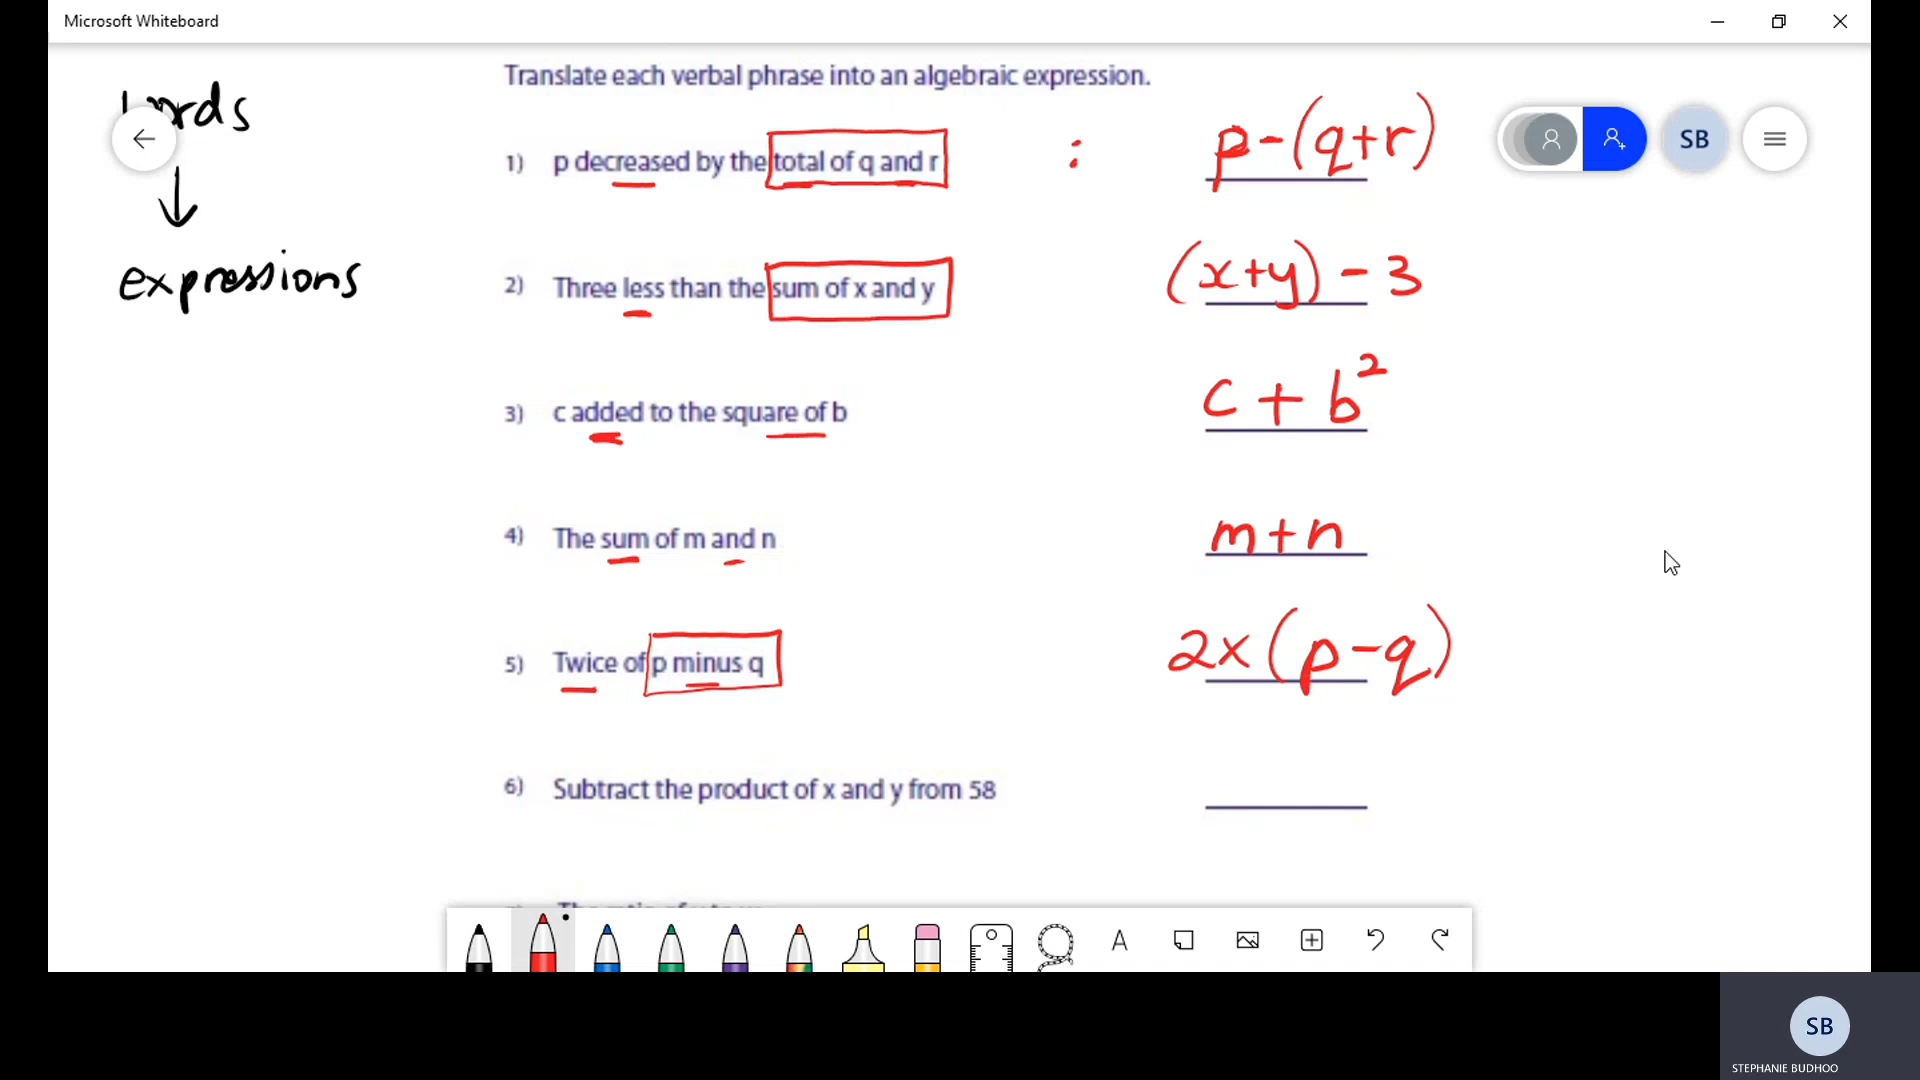 Microsoft Whiteboard
Translate each verbal phrase into an algebraic expression.
expressions
1) p decreased by the total of q and r : p-(q+r)
SB
2) Three less than the sum of x and y (x+y) - 3
3) c added to the square of b c + b²
4) The sum of m and n m+n
5) Twice of p minus q 2x(p-q)
6) Subtract the product of x and y from 58
A
SB
STEPHANIE BUDHOO